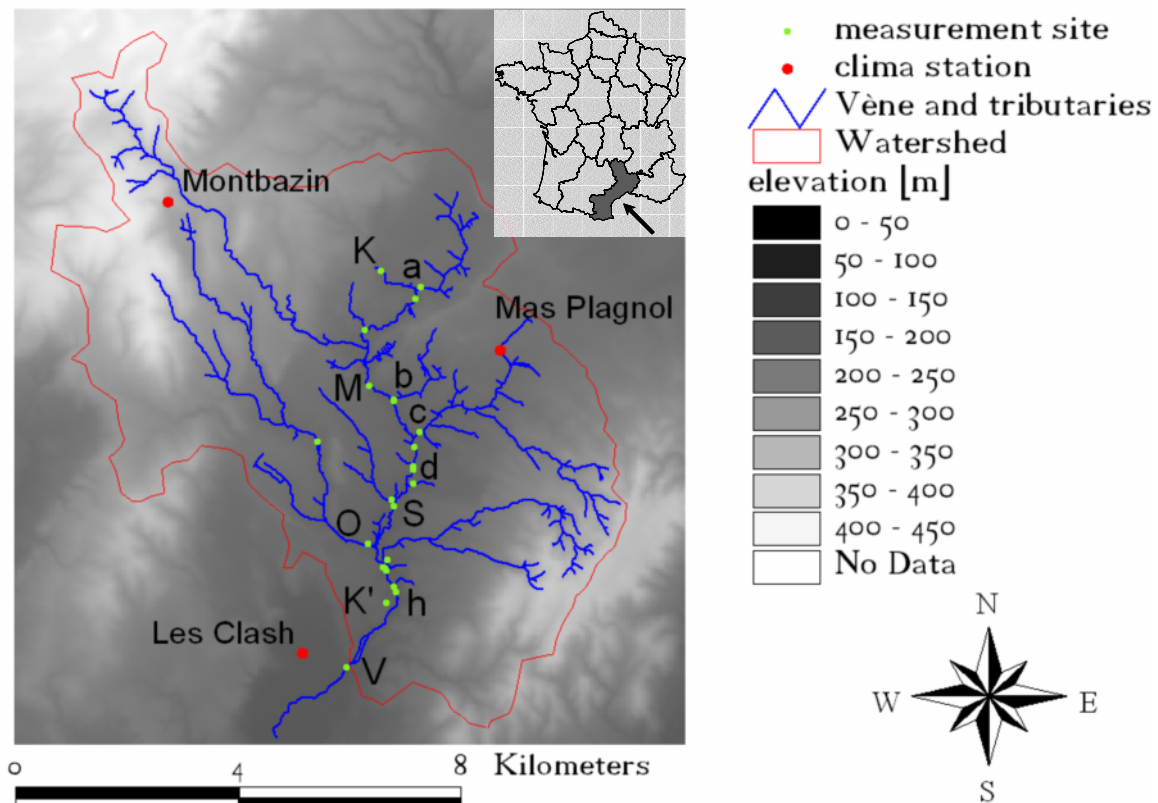 Montbazin
K
a
Mas Plagnol
M
b
c
d
S
O
K'
h
Les Clash
V
0 4 8 Kilometers
measurement site
clima station
Vène and tributaries
Watershed
elevation [m]
0 - 50
50 - 100
100 - 150
150 - 200
200 - 250
250 - 300
300 - 350
350 - 400
400 - 450
No Data
N
W E
S